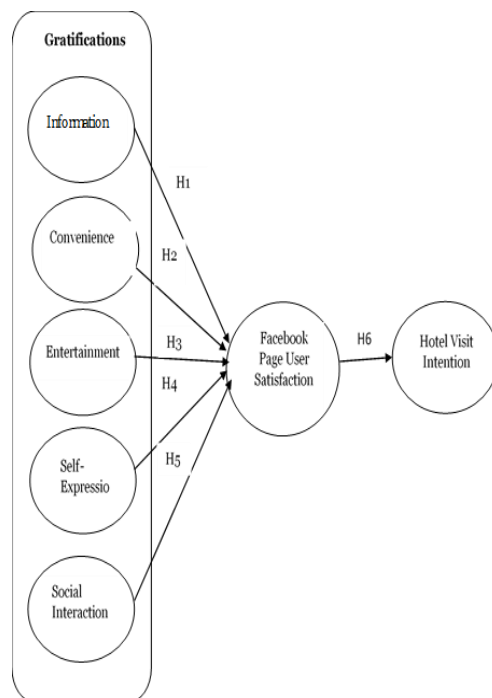 Gratifications
Information
H1
Convenience
H2
Entertainment
H3
H4
Self-
Expressio
H5
Social
Interaction
Facebook
Page User
Satisfaction
H6
Hotel Visit
Intention